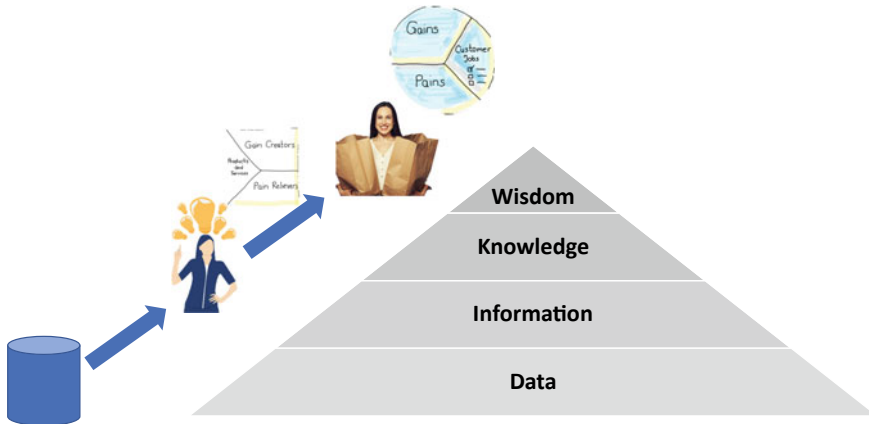 Gains
Customer
Jobs
Pains
Gain Creators
Products
and
Services
Pain Relievers
Wisdom
Knowledge
Information
Data